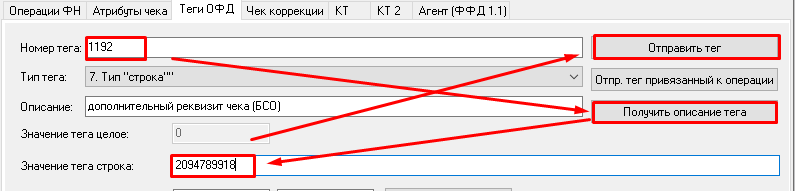 Операции ФН Атрибуты чека Теги ОФД Чек коррекции КТ КТ 2 Агент (ФФД 1.1)
Номер тега: 1192 Отправить тег
Тип тега: 7. Тип "строка"" Отпр. тег привязанный к операции
Описание: дополнительный реквизит чека (БСО) Получить описание тега
Значение тега целое: 0
Значение тега строка: 2094789918